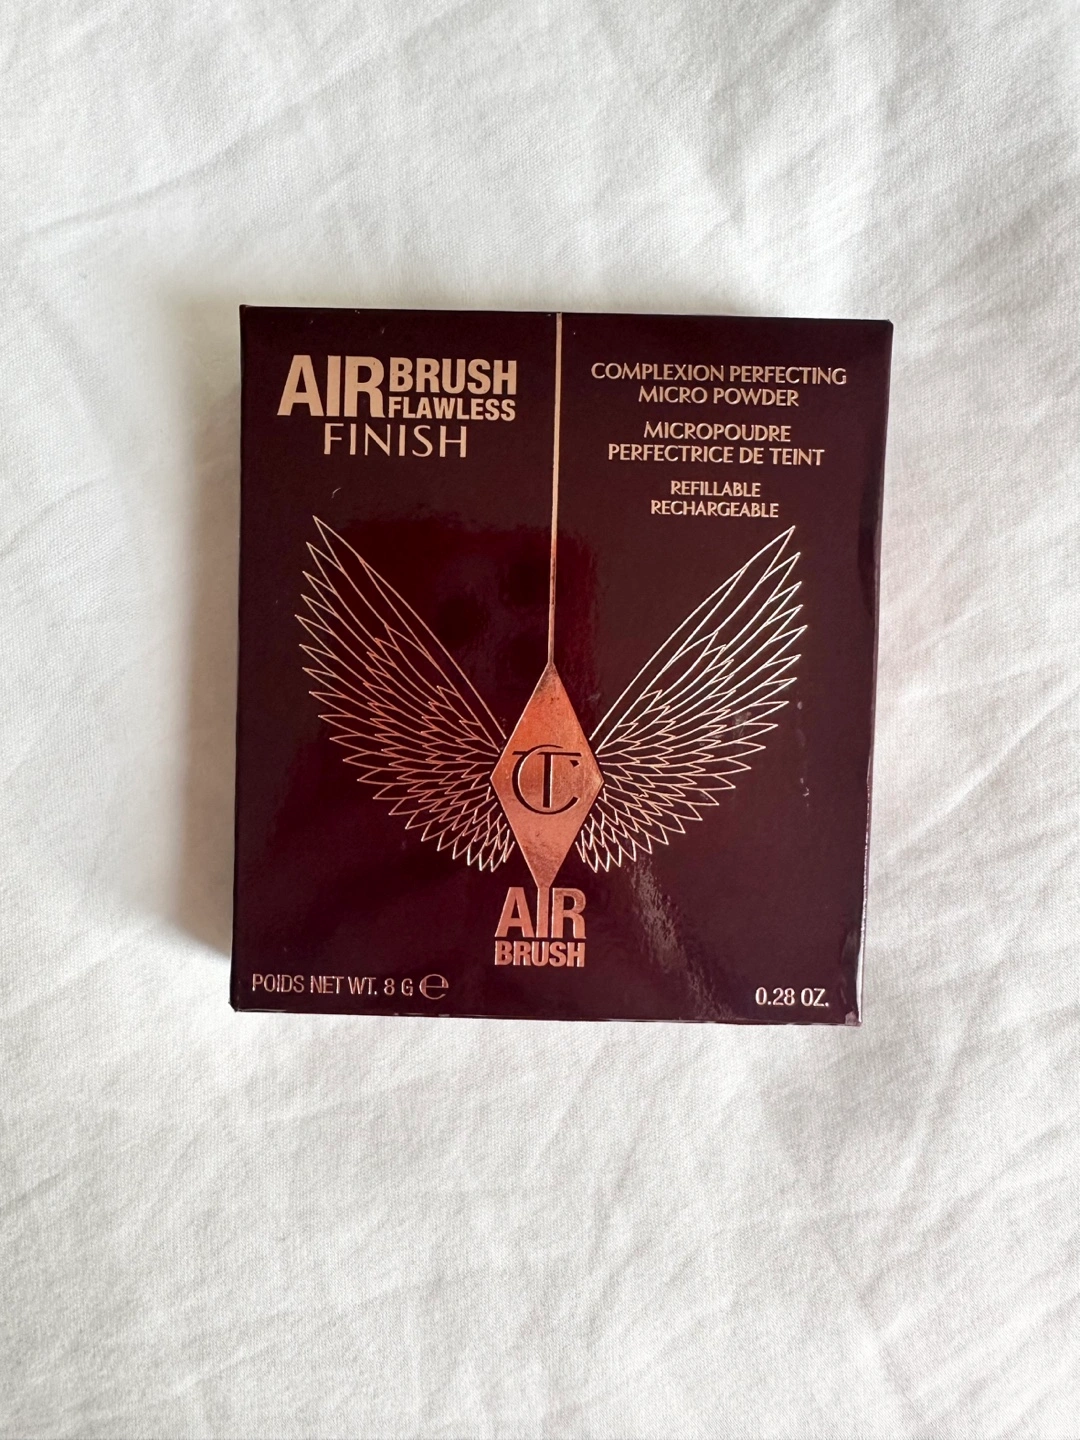 AIRBRUSH
FLAWLESS
FINISH
COMPLEXION PERFECTING
MICRO POWDER
MICROPOUDRE
PERFECTRICE DE TEINT
REFILLABLE
RECHARGEABLE
CT
AIR
BRUSH
POIDS NET WT. 8 G ℮
0.28 OZ.